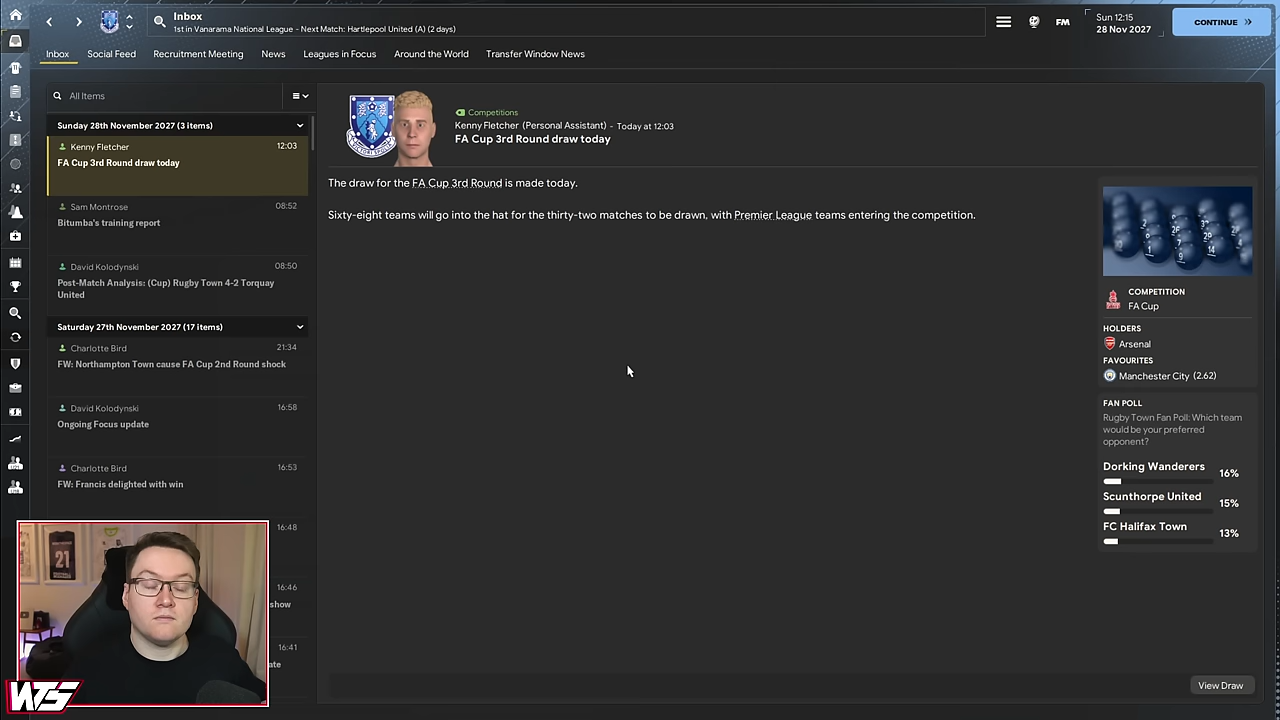 Inbox
1st in Vanarama National League - Next Match: Hartlepool United (A) (2 days)
FM
Sun 12:15
28 Nov 2027
CONTINUE
Inbox
Social Feed
Recruitment Meeting
News
Leagues in Focus
Around the World
Transfer Window News
All Items
Sunday 28th November 2027 (3 items)
Kenny Fletcher
12:03
FA Cup 3rd Round draw today
Sam Montrose
08:52
Bitumba's training report
David Kolodynski
08:50
Post-Match Analysis: (Cup) Rugby Town 4-2 Torquay
United
Saturday 27th November 2027 (17 items)
Charlotte Bird
21:34
FW: Northampton Town cause FA Cup 2nd Round shock
David Kolodynski
16:58
Ongoing Focus update
Charlotte Bird
16:53
FW: Francis delighted with win
16:48
16:46
show
16:41
ate
21
WTS
Competitions
Kenny Fletcher (Personal Assistant) - Today at 12:03
FA Cup 3rd Round draw today
The draw for the FA Cup 3rd Round is made today.
Sixty-eight teams will go into the hat for the thirty-two matches to be drawn, with Premier League teams entering the competition.
COMPETITION
FA Cup
HOLDERS
Arsenal
FAVOURITES
Manchester City (2.62)
FAN POLL
Rugby Town Fan Poll: Which team
would be your preferred
opponent?
Dorking Wanderers
16%
Scunthorpe United
15%
FC Halifax Town
13%
View Draw